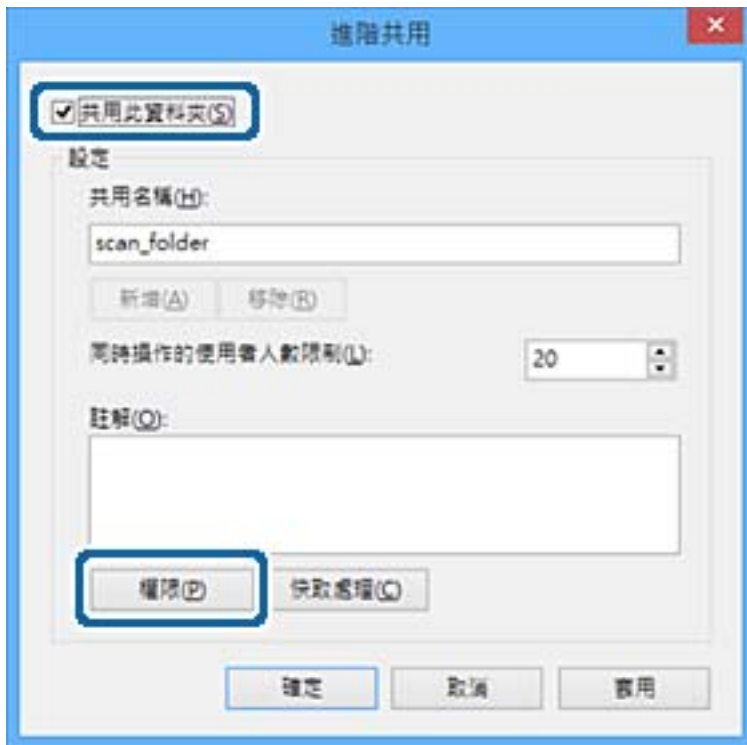 進階共用
共用此資料夾(S)
設定
共用名稱(H):
scan_folder
新增(A) 移除(R)
同時操作的使用者人數限制(L): 20
註解(O):
權限(P) 快取處理(C)
確定 取消 套用